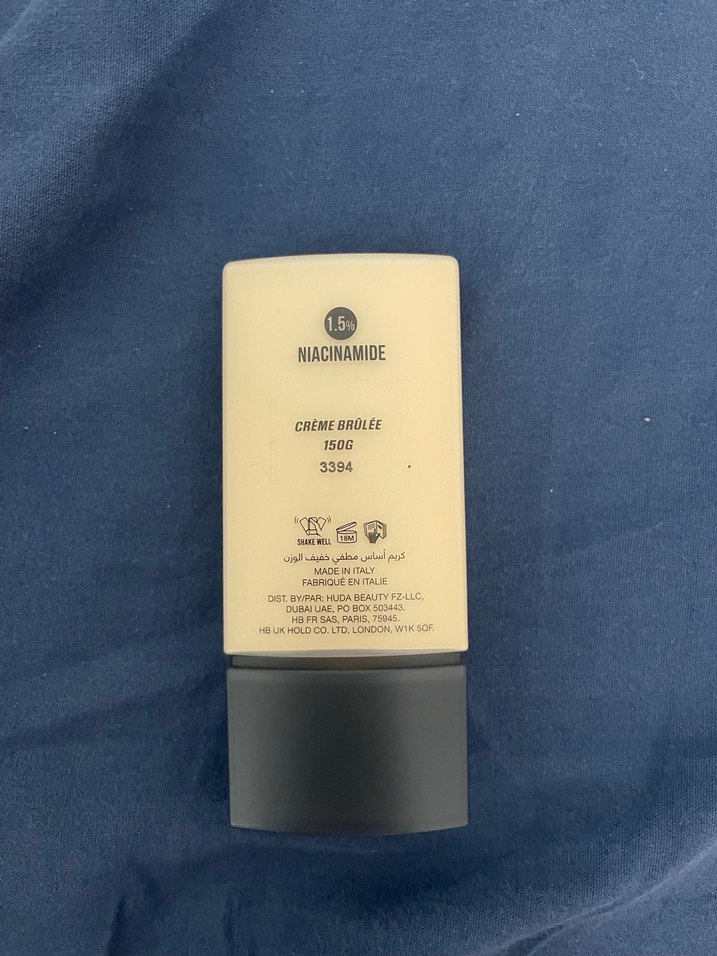 1.5%
NIACINAMIDE
CRÈME BRÛLÉE
150G
3394
SHAKE WELL
18M
كريم أساس مطفي خفيف الوزن
MADE IN ITALY
FABRIQUÉ EN ITALIE
DIST. BY/PAR: HUDA BEAUTY FZ-LLC,
DUBAI UAE, PO BOX 503443.
HB FR SAS, PARIS, 75945.
HB UK HOLD CO. LTD, LONDON, W1K 5QF.